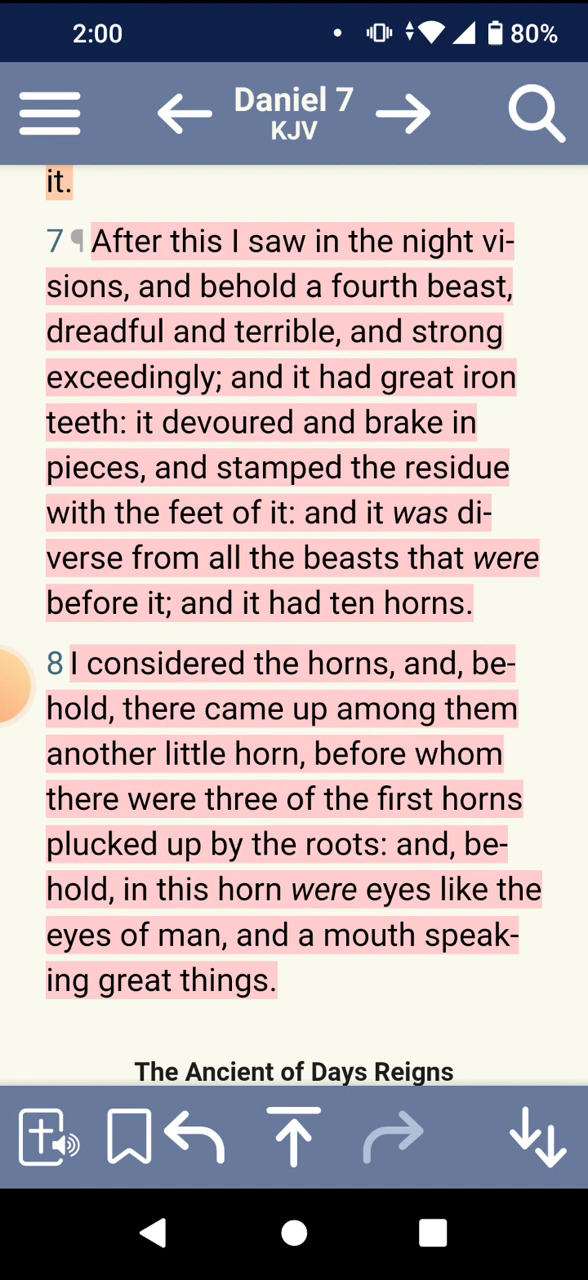 2:00
80%
Daniel 7
KJV
it.
7 ¶ After this I saw in the night vi-
sions, and behold a fourth beast,
dreadful and terrible, and strong
exceedingly; and it had great iron
teeth: it devoured and brake in
pieces, and stamped the residue
with the feet of it: and it was di-
verse from all the beasts that were
before it; and it had ten horns.
8 I considered the horns, and, be-
hold, there came up among them
another little horn, before whom
there were three of the first horns
plucked up by the roots: and, be-
hold, in this horn were eyes like the
eyes of man, and a mouth speak-
ing great things.
The Ancient of Days Reigns